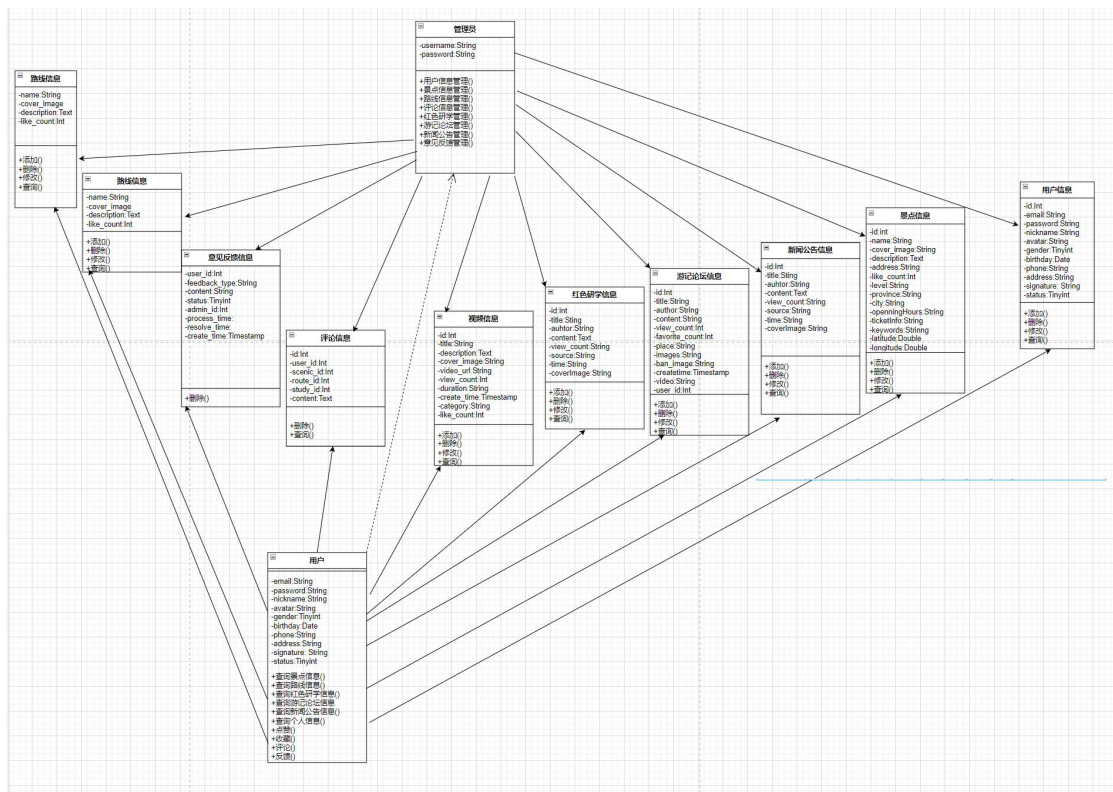 管理员
-username:String
-password:String
+用户信息管理()
+景点信息管理()
+路线信息管理()
+评论信息管理()
+红色研学管理()
+游记论坛管理()
+新闻公告管理()
+意见反馈管理()
路线信息
-name:String
-cover_image
-description:Text
-like_count:Int
+添加()
+删除()
+修改()
+查询()
路线信息
-name:String
-cover_image
-description:Text
-like_count:Int
+添加()
+删除()
+修改()
+查询()
意见反馈信息
-user_id:Int
-feedback_type:String
-content:String
-status:Tinyint
-admin_id:Int
-process_time:
-resolve_time:
-create_time:Timestamp
+删除()
评论信息
-id:Int
-user_id:Int
-scenic_id:Int
-route_id:Int
-study_id:Int
-content:Text
+删除()
+查询()
视频信息
-id:Int
-title:String
-description:Text
-cover_image:String
-video_url:String
-view_count:Int
-duration:String
-create_time:Timestamp
-category:String
-like_count:Int
+添加()
+删除()
+修改()
+查询()
红色研学信息
-id:Int
-title:String
-auhtor:String
-content:Text
-view_count:String
-source:String
-time:String
-coverImage:String
+添加()
+删除()
+修改()
+查询()
游记论坛信息
-id:Int
-title:String
-author:String
-content:String
-view_count:Int
-favorite_count:Int
-place:String
-images:String
-ban_image:String
-createtime:Timestamp
-video:String
-user_id:Int
+添加()
+删除()
+修改()
+查询()
新闻公告信息
-id:Int
-title:String
-auhtor:String
-content:Text
-view_count:String
-source:String
-time:String
-coverImage:String
+添加()
+删除()
+修改()
+查询()
景点信息
-id:int
-name:String
-cover_image:String
-description:Text
-address:String
-like_count:Int
-level:String
-province:String
-city:String
-openningHours:String
-ticketInfo:String
-keywords:Strinng
-latitude:Double
-longitude:Double
+添加()
+删除()
+修改()
+查询()
用户信息
-id:Int
-email:String
-password:String
-nickname:String
-avatar:String
-gender:Tinyint
-birthday:Date
-phone:String
-address:String
-signature: String
-status:Tinyint
+添加()
+删除()
+修改()
+查询()
用户
-email:String
-password:String
-nickname:String
-avatar:String
-gender:Tinyint
-birthday:Date
-phone:String
-address:String
-signature: String
-status:Tinyint
+查询景点信息()
+查询路线信息()
+查询红色研学信息()
+查询游记论坛信息
+查询新闻公告信息()
+查询个人信息()
+点赞()
+收藏()
+评论()
+反馈()